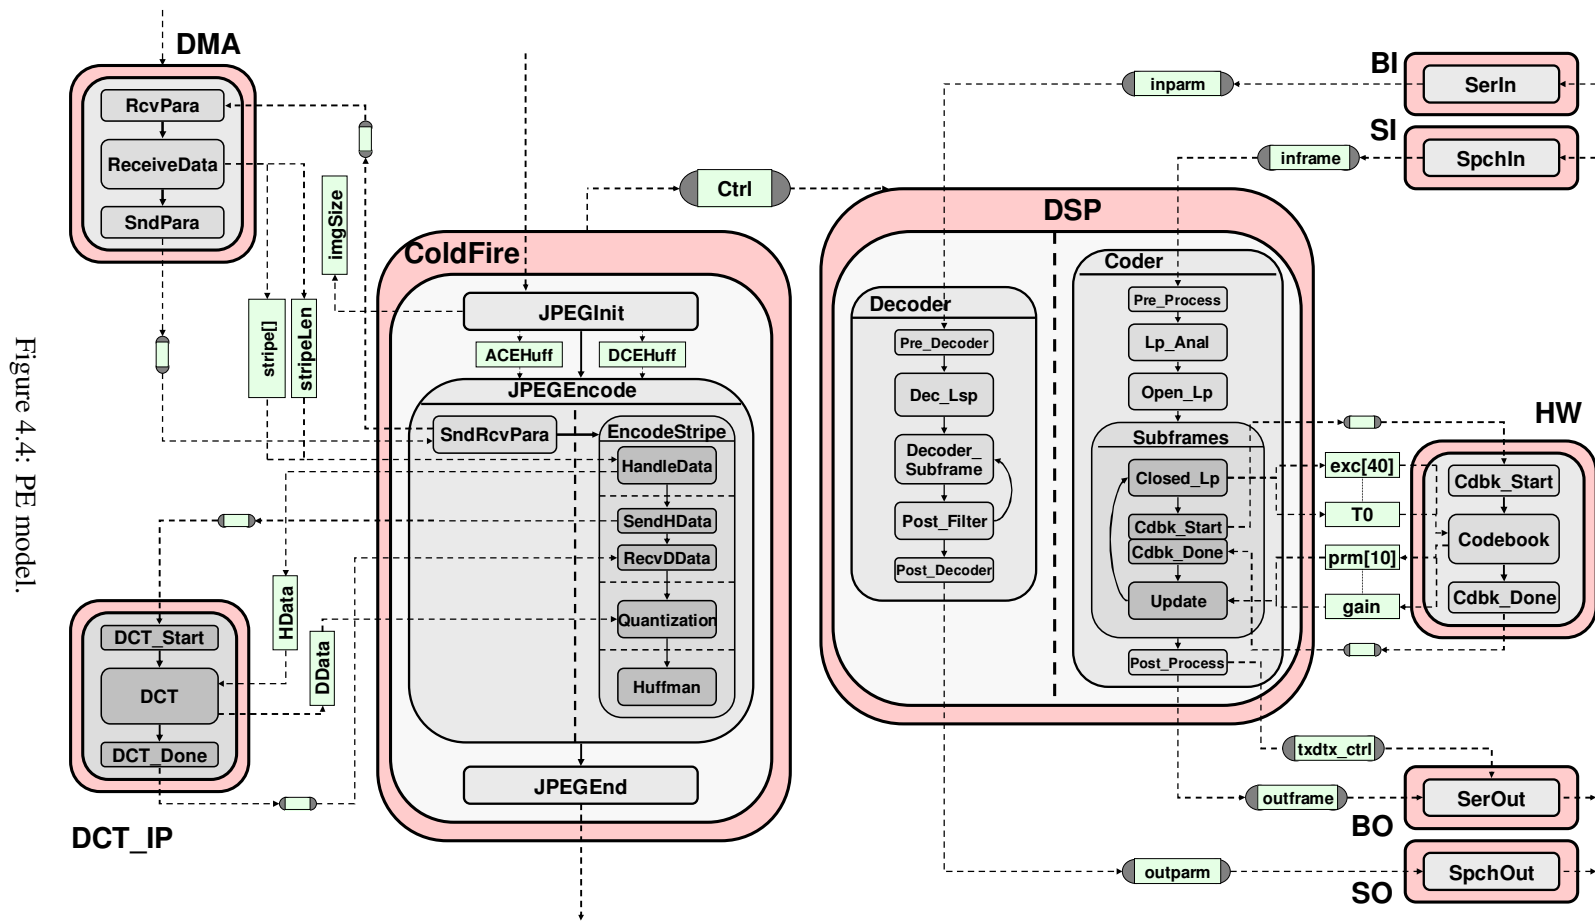 DMA
RcvPara
ReceiveData
SndPara
imgSize
stripe[]
stripeLen
Figure 4.4: PE model.
HData
DData
DCT_Start
DCT
DCT_Done
DCT_IP
ColdFire
JPEGInit
ACEHuff
DCEHuff
JPEGEncode
SndRcvPara
EncodeStripe
HandleData
SendHData
RecvDData
Quantization
Huffman
JPEGEnd
Ctrl
DSP
Decoder
Pre_Decoder
Dec_Lsp
Decoder_
Subframe
Post_Filter
Post_Decoder
Coder
Pre_Process
Lp_Anal
Open_Lp
Subframes
Closed_Lp
Cdbk_Start
Cdbk_Done
Update
Post_Process
inparm
inframe
BI
SerIn
SI
SpchIn
HW
exc[40]
T0
prm[10]
gain
Cdbk_Start
Codebook
Cdbk_Done
txdtx_ctrl
outframe
BO
SerOut
outparm
SO
SpchOut